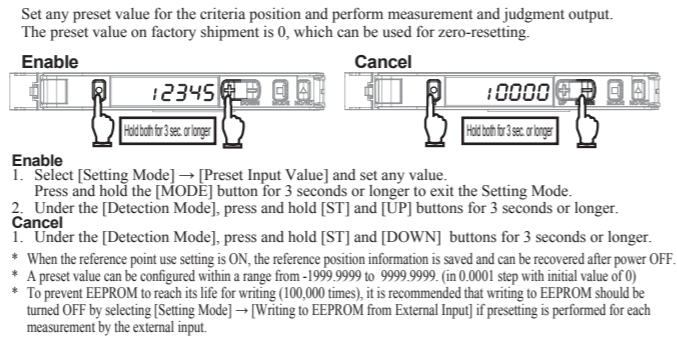 Set any preset value for the criteria position and perform measurement and judgment output.
The preset value on factory shipment is 0, which can be used for zero-resetting.
Enable
Cancel
12345
DOWN MODE
10000
Hold both for 3 sec. or longer
Hold both for 3 sec. or longer
Enable
1. Select [Setting Mode] → [Preset Input Value] and set any value.
Press and hold the [MODE] button for 3 seconds or longer to exit the Setting Mode.
2. Under the [Detection Mode], press and hold [ST] and [UP] buttons for 3 seconds or longer.
Cancel
1. Under the [Detection Mode], press and hold [ST] and [DOWN] buttons for 3 seconds or longer.
* When the reference point use setting is ON, the reference position information is saved and can be recovered after power OFF.
* A preset value can be configured within a range from -1999.9999 to 9999.9999. (in 0.0001 step with initial value of 0)
* To prevent EEPROM to reach its life for writing (100,000 times), it is recommended that writing to EEPROM should be
turned OFF by selecting [Setting Mode] → [Writing to EEPROM from External Input] if presetting is performed for each
measurement by the external input.